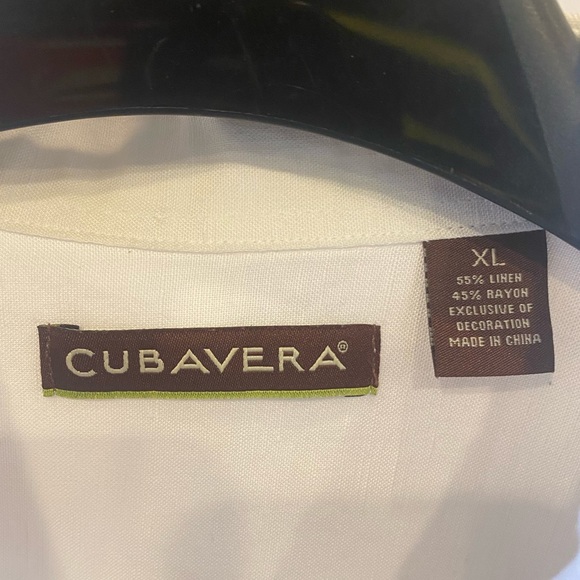 CUBAVERA®
XL
55% LINEN
45% RAYON
EXCLUSIVE OF
DECORATION
MADE IN CHINA